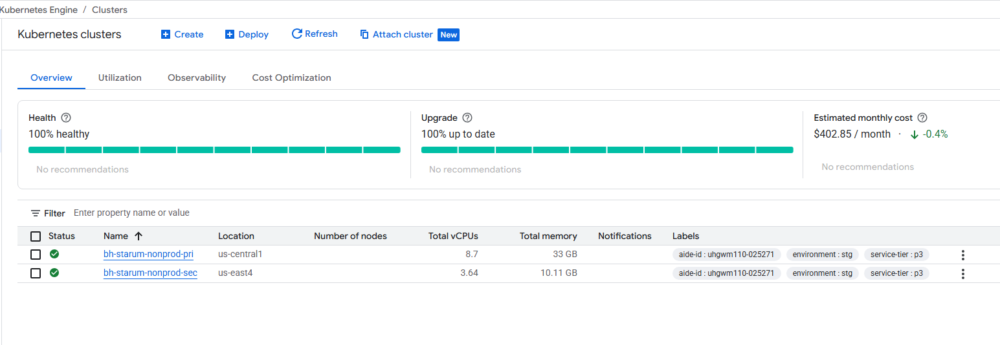 Kubernetes Engine / Clusters
Kubernetes clusters Create Deploy Refresh Attach cluster New
Overview Utilization Observability Cost Optimization
Health Upgrade Estimated monthly cost
100% healthy 100% up to date $402.85 / month · -0.4%
No recommendations No recommendations No recommendations
Filter Enter property name or value
Status Name Location Number of nodes Total vCPUs Total memory Notifications Labels
bh-starum-nonprod-pri us-central1 8.7 33 GB aide-id : uhgwm110-025271 environment : stg service-tier : p3
bh-starum-nonprod-sec us-east4 3.64 10.11 GB aide-id : uhgwm110-025271 environment : stg service-tier : p3